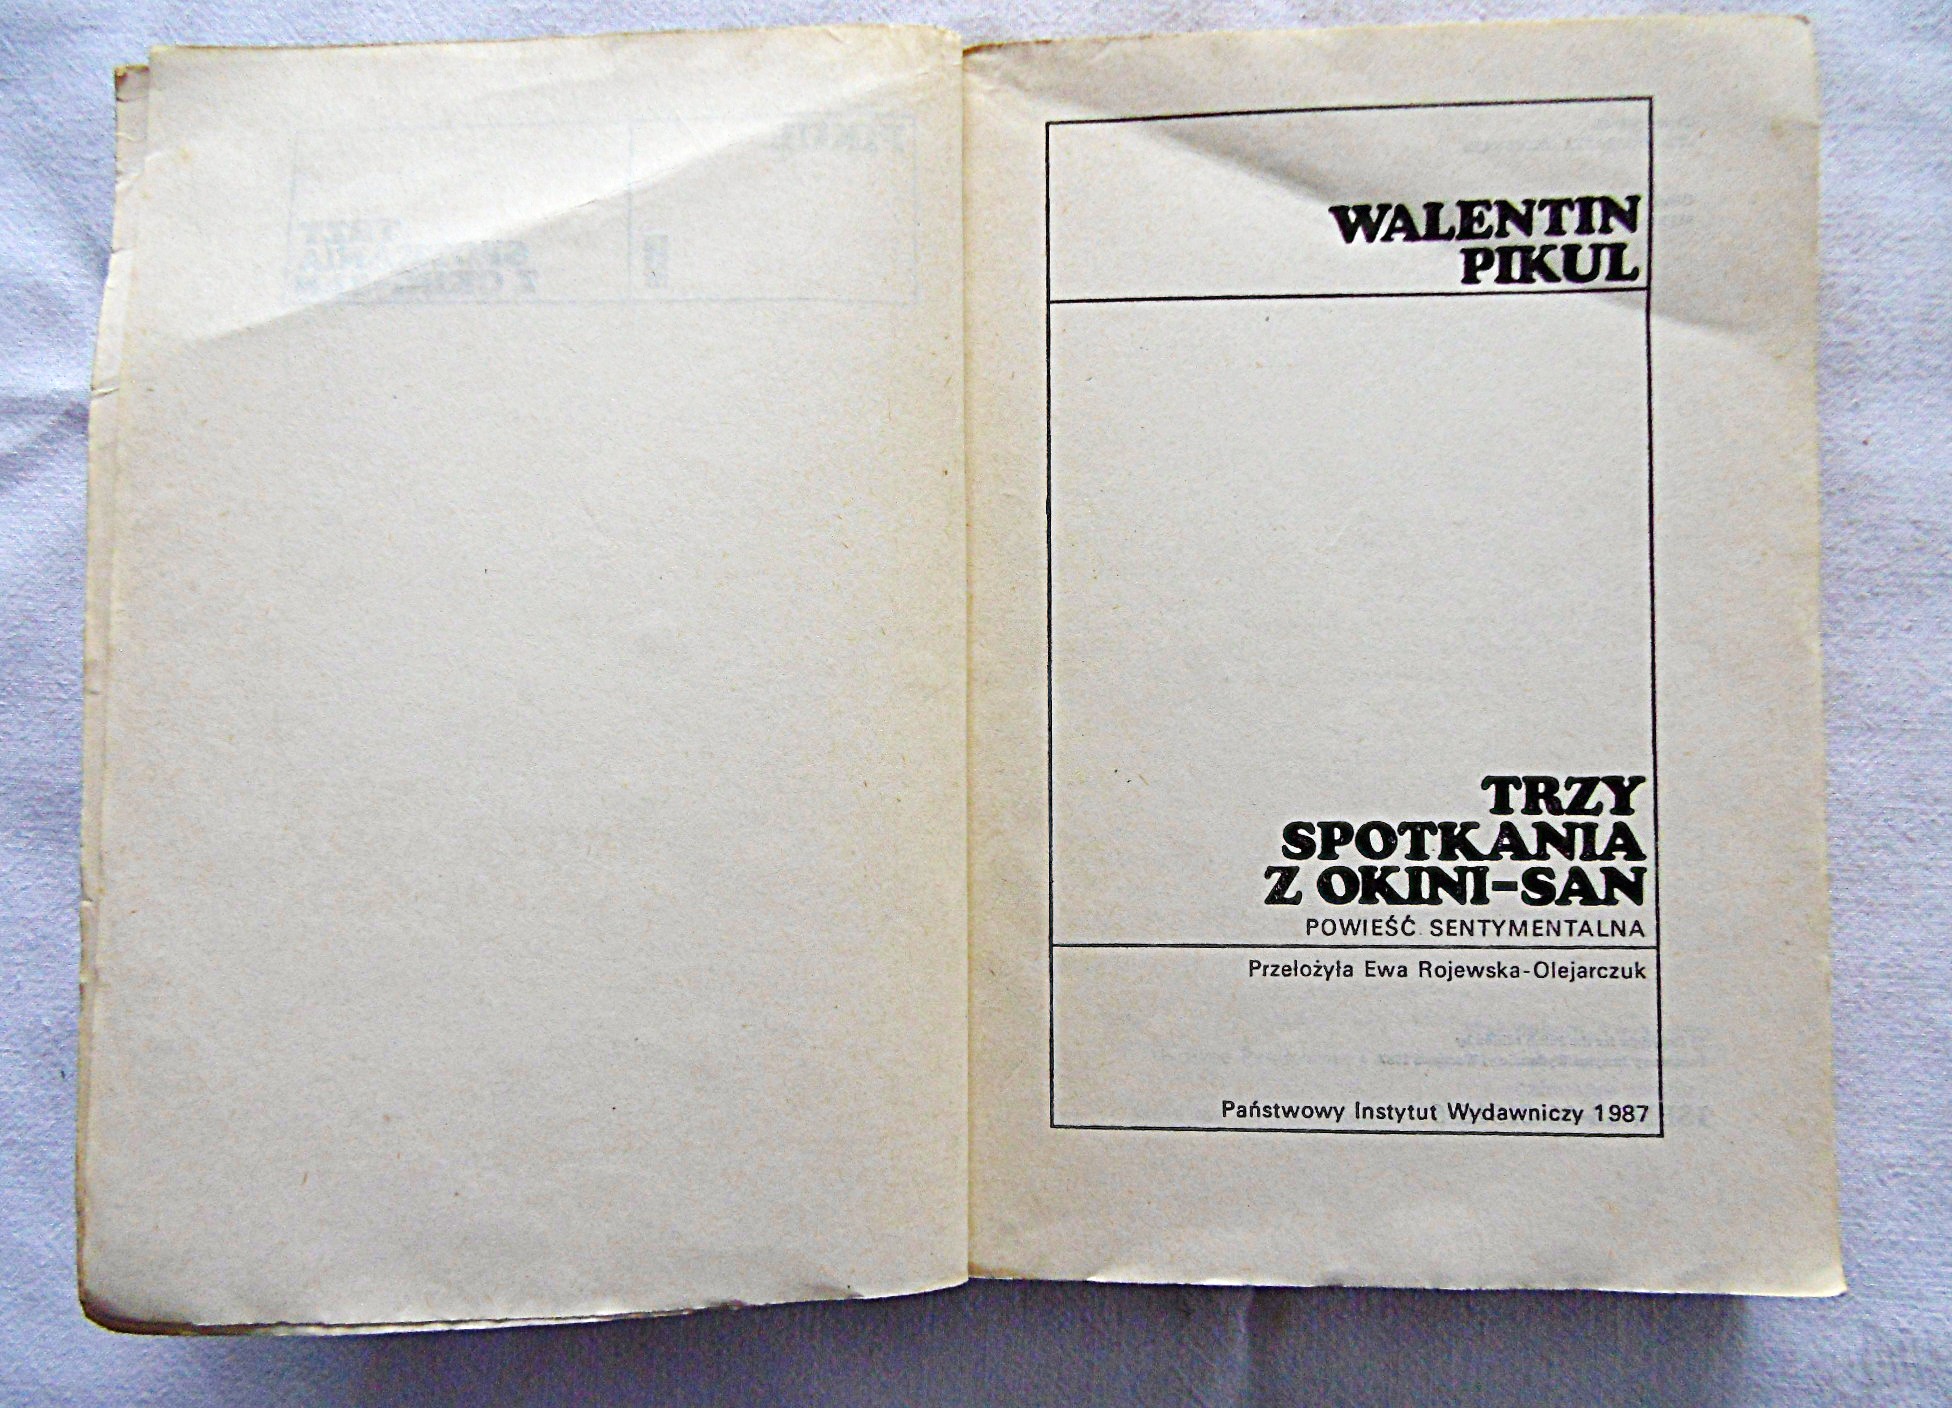 WALENTIN
PIKUL
TRZY
SPOTKANIA
Z OKINI-SAN
POWIEŚĆ SENTYMENTALNA
Przełożyła Ewa Rojewska-Olejarczuk
Państwowy Instytut Wydawniczy 1987